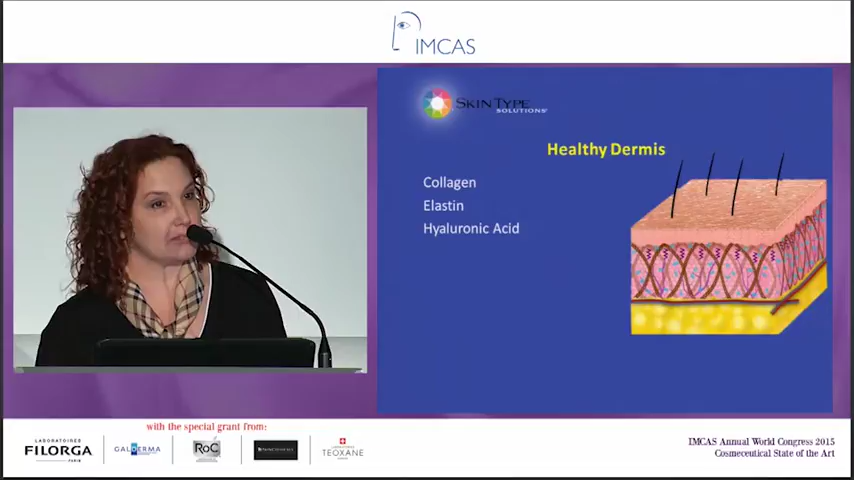 IMCAS
SKIN TYPE
SOLUTIONS
Healthy Dermis
Collagen
Elastin
Hyaluronic Acid
with the special grant from:
LABORATOIRES
FILORGA
PARIS
GALDERMA
RoC
TEOXANE
IMCAS Annual World Congress 2015
Cosmeceutical State of the Art